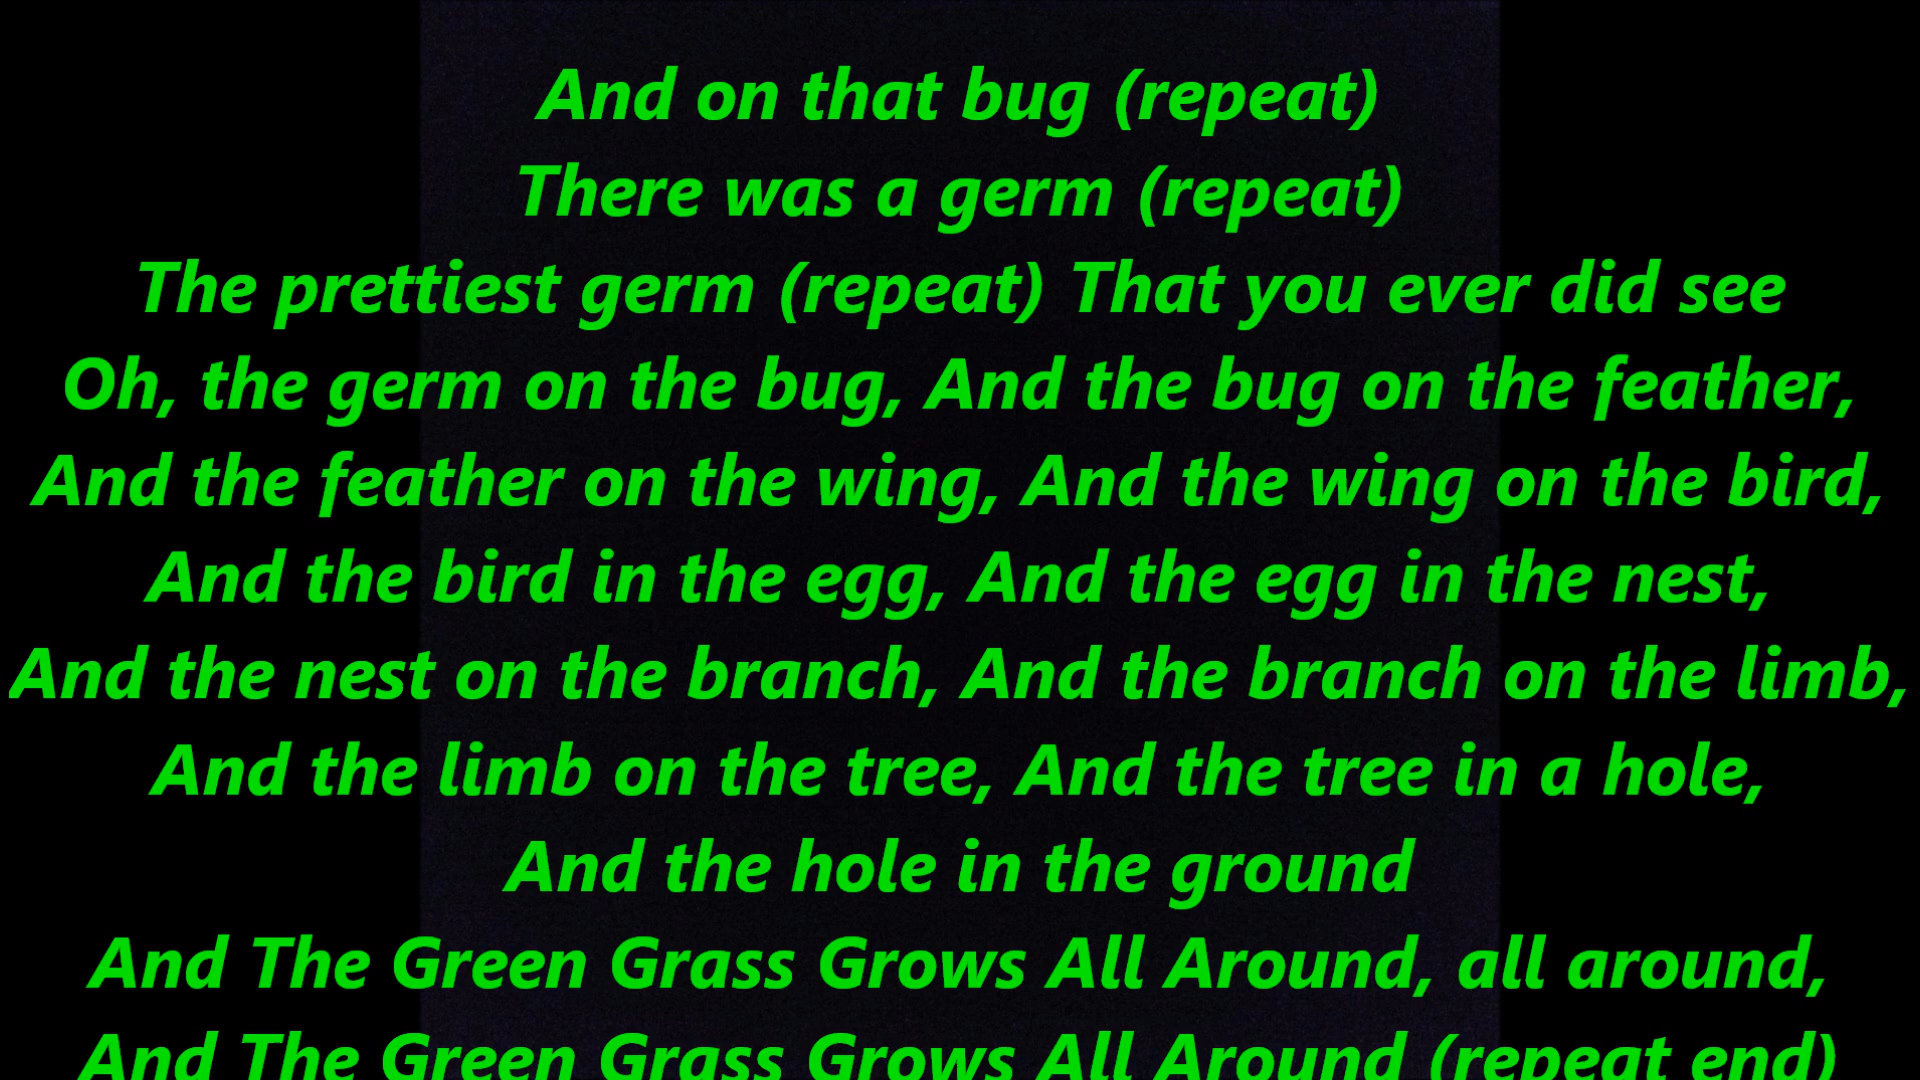 And on that bug (repeat)
There was a germ (repeat)
The prettiest germ (repeat) That you ever did see
Oh, the germ on the bug, And the bug on the feather,
And the feather on the wing, And the wing on the bird,
And the bird in the egg, And the egg in the nest,
And the nest on the branch, And the branch on the limb,
And the limb on the tree, And the tree in a hole,
And the hole in the ground
And The Green Grass Grows All Around, all around,
And The Green Grass Grows All Around (repeat end)